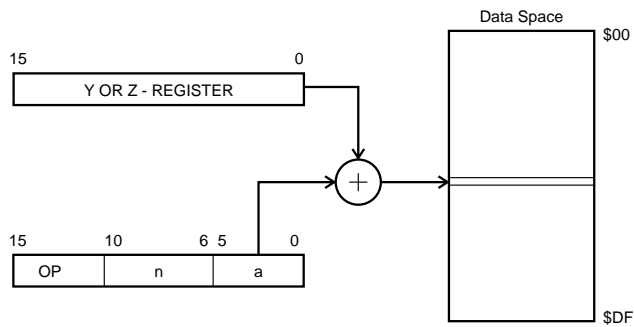 Data Space
$00
15 0
Y OR Z - REGISTER
+
15 10 6 5 0
OP n a
$DF